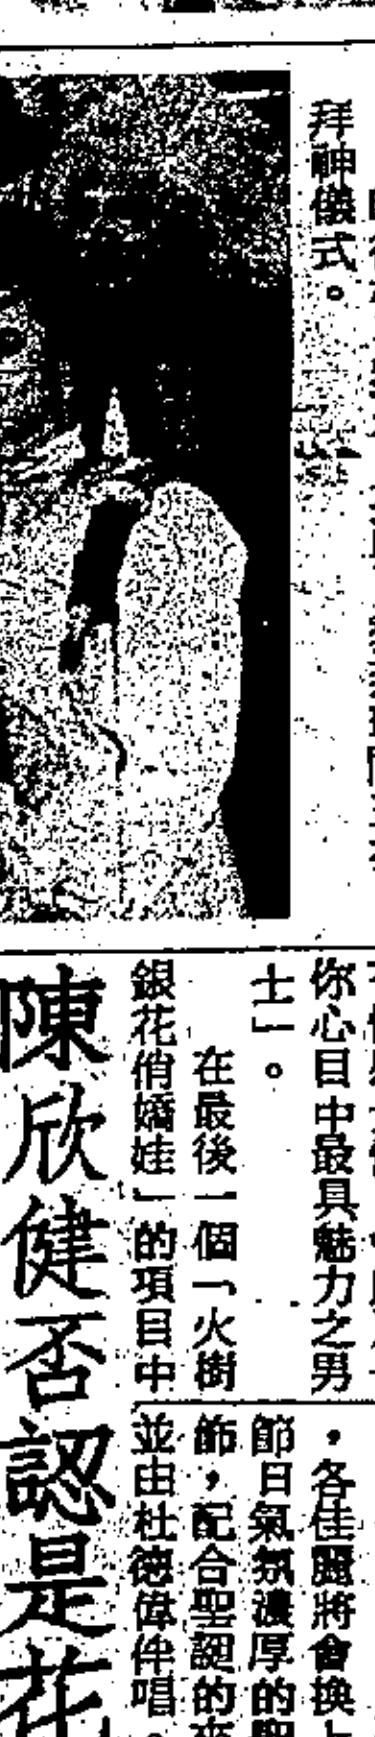 拜神儀式。
你心目中最具魅力之男
士」。
在最後一個「火樹
銀花俏嬌娃」的項目中
，各佳麗將會換上
節日氣氛濃厚的聖
飾，配合聖誕的來
並由杜德偉伴唱。
陳欣健否認是花